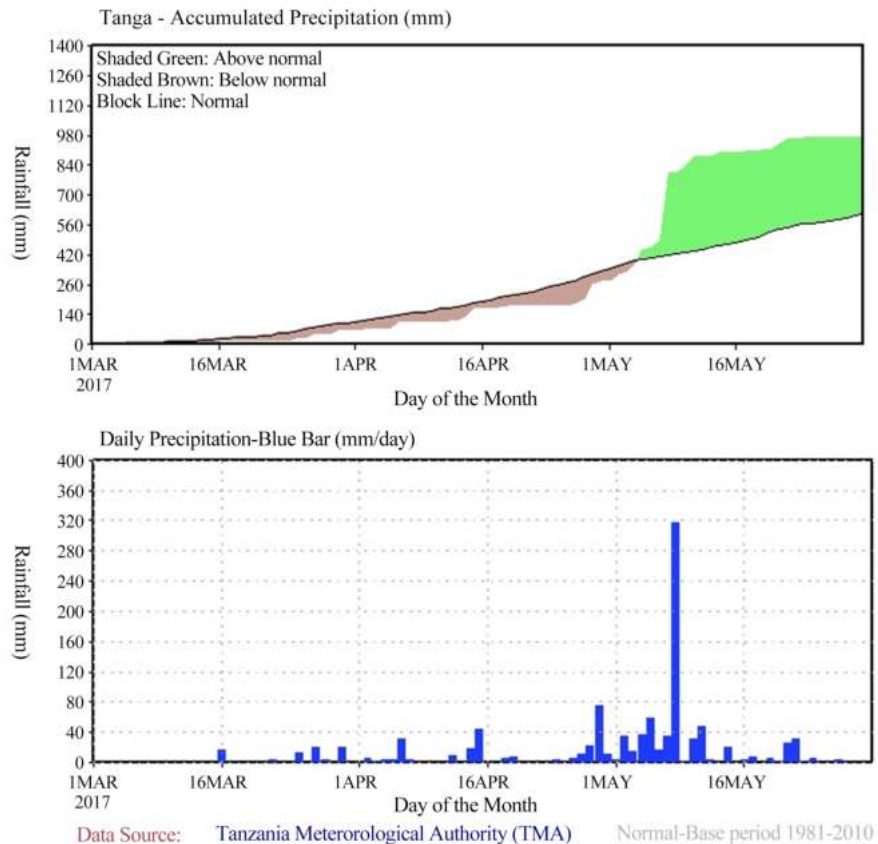 Tanga - Accumulated Precipitation (mm)
1400
Shaded Green: Above normal
1260
Shaded Brown: Below normal
1120
Block Line: Normal
980
840
700
560
420
280
140
0
Rainfall (mm)
1MAR 16MAR 1APR 16APR 1MAY 16MAY
2017
Day of the Month
Daily Precipitation-Blue Bar (mm/day)
400
360
320
280
240
200
160
120
80
40
0
Rainfall (mm)
1MAR 16MAR 1APR 16APR 1MAY 16MAY
2017
Day of the Month
Data Source: Tanzania Meterorological Authority (TMA) Normal-Base period 1981-2010